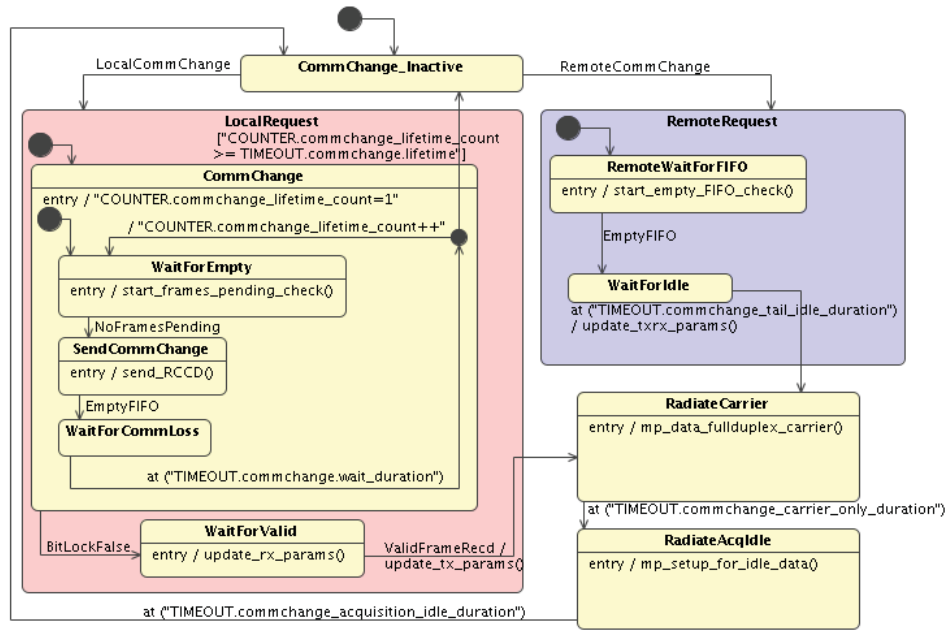 CommChange_Inactive
LocalCommChange
RemoteCommChange
LocalRequest
["COUNTER.commchange_lifetime_count
>= TIMEOUT.commchange.lifetime"]
CommChange
entry / "COUNTER.commchange_lifetime_count=1"
/ "COUNTER.commchange_lifetime_count++"
WaitForEmpty
entry / start_frames_pending_check()
NoFramesPending
SendCommChange
entry / send_RCCD()
EmptyFIFO
WaitForCommLoss
at ("TIMEOUT.commchange.wait_duration")
BitLockFalse
WaitForValid
entry / update_rx_params()
ValidFrameRecd /
update_tx_params()
RemoteRequest
RemoteWaitForFIFO
entry / start_empty_FIFO_check()
EmptyFIFO
WaitForIdle
at ("TIMEOUT.commchange_tail_idle_duration")
/ update_txrx_params()
RadiateCarrier
entry / mp_data_fullduplex_carrier()
at ("TIMEOUT.commchange_carrier_only_duration")
RadiateAcqIdle
entry / mp_setup_for_idle_data()
at ("TIMEOUT.commchange_acquisition_idle_duration")